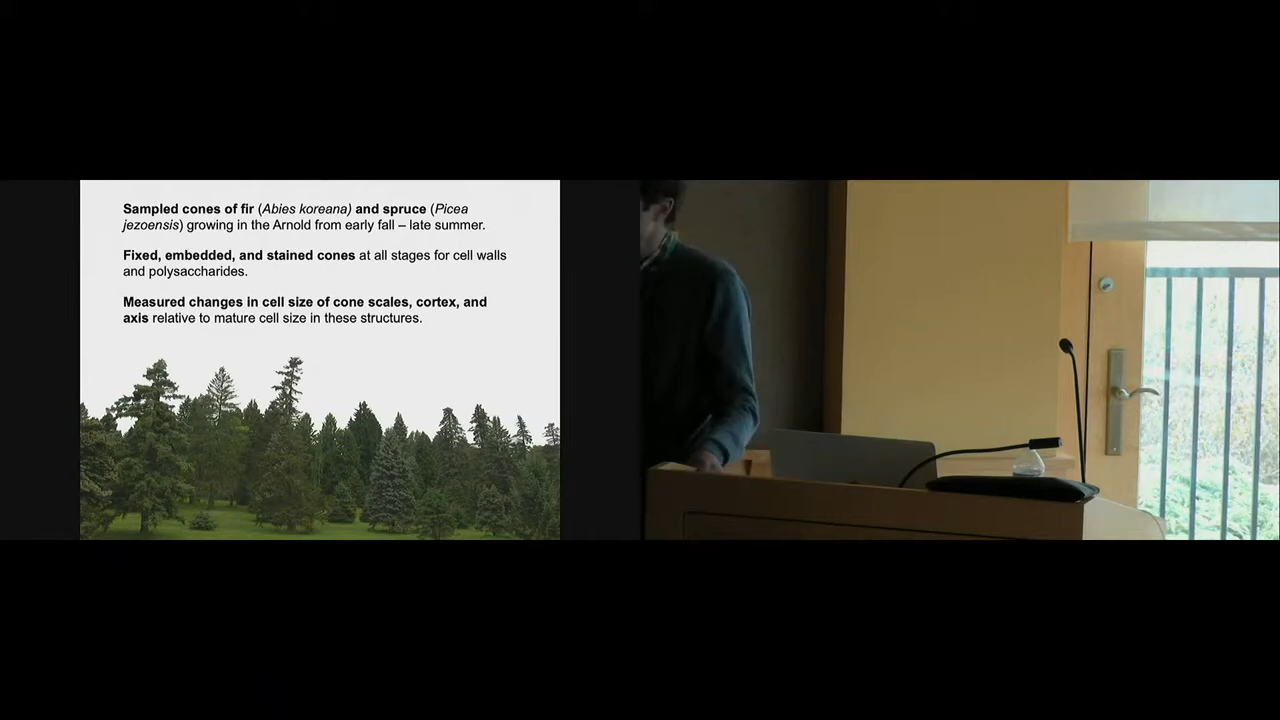 Sampled cones of fir (Abies koreana) and spruce (Picea
jezoensis) growing in the Arnold from early fall – late summer.
Fixed, embedded, and stained cones at all stages for cell walls
and polysaccharides.
Measured changes in cell size of cone scales, cortex, and
axis relative to mature cell size in these structures.